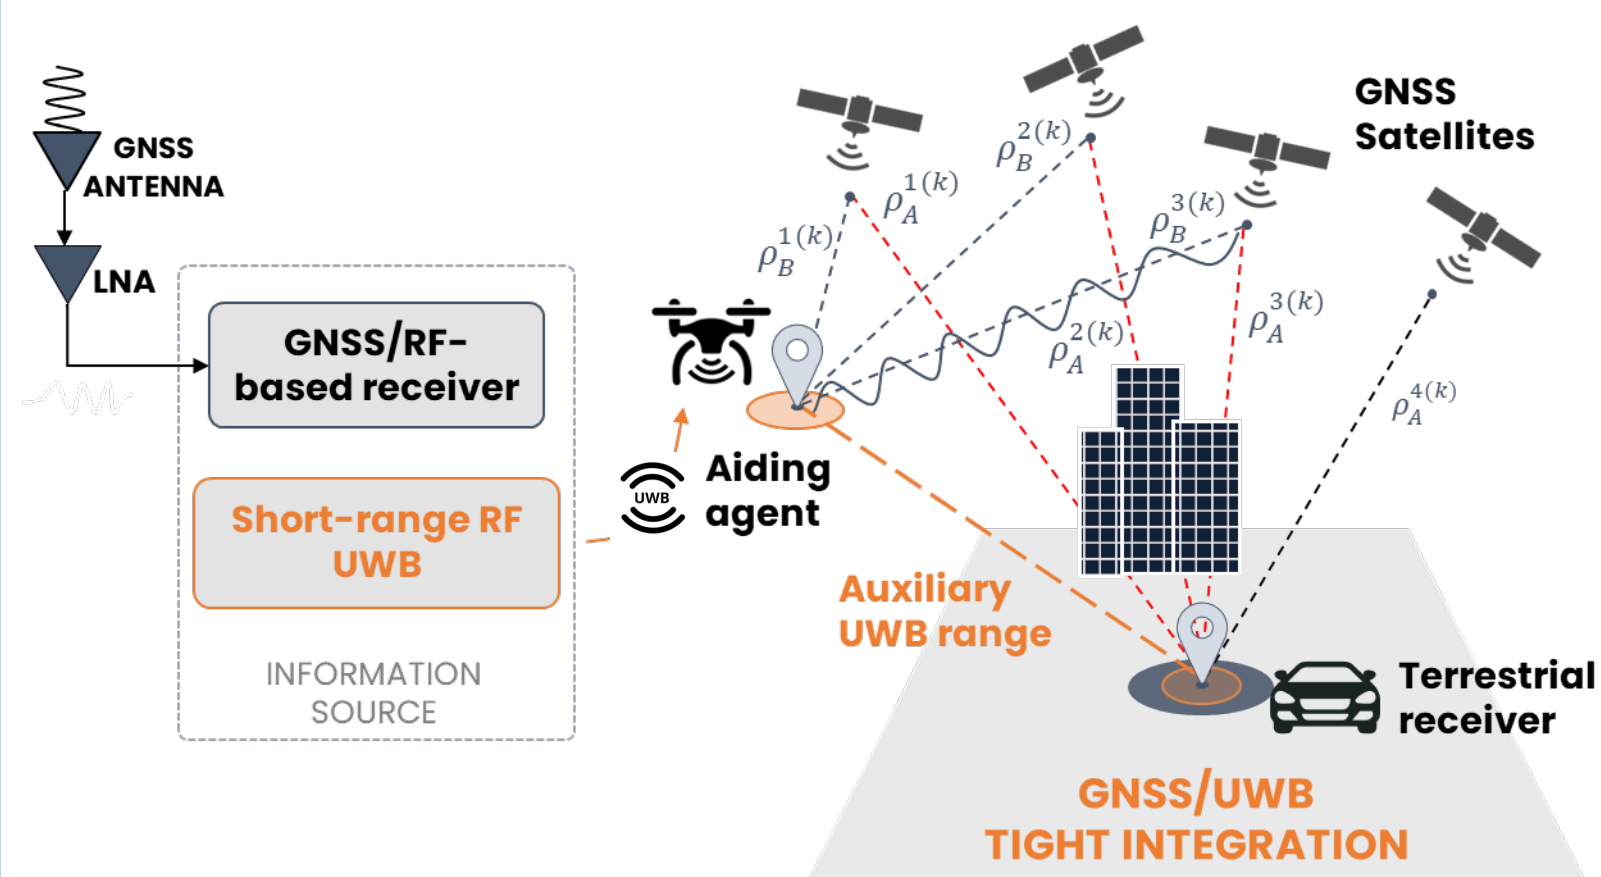 GNSS
ANTENNA
LNA
GNSS/RF-
based receiver
Short-range RF
UWB
INFORMATION
SOURCE
UWB
Aiding
agent
ρ_B^{1(k)}
ρ_A^{1(k)}
ρ_B^{2(k)}
ρ_B^{3(k)}
ρ_A^{2(k)}
ρ_A^{3(k)}
ρ_A^{4(k)}
GNSS
Satellites
Auxiliary
UWB range
Terrestrial
receiver
GNSS/UWB
TIGHT INTEGRATION